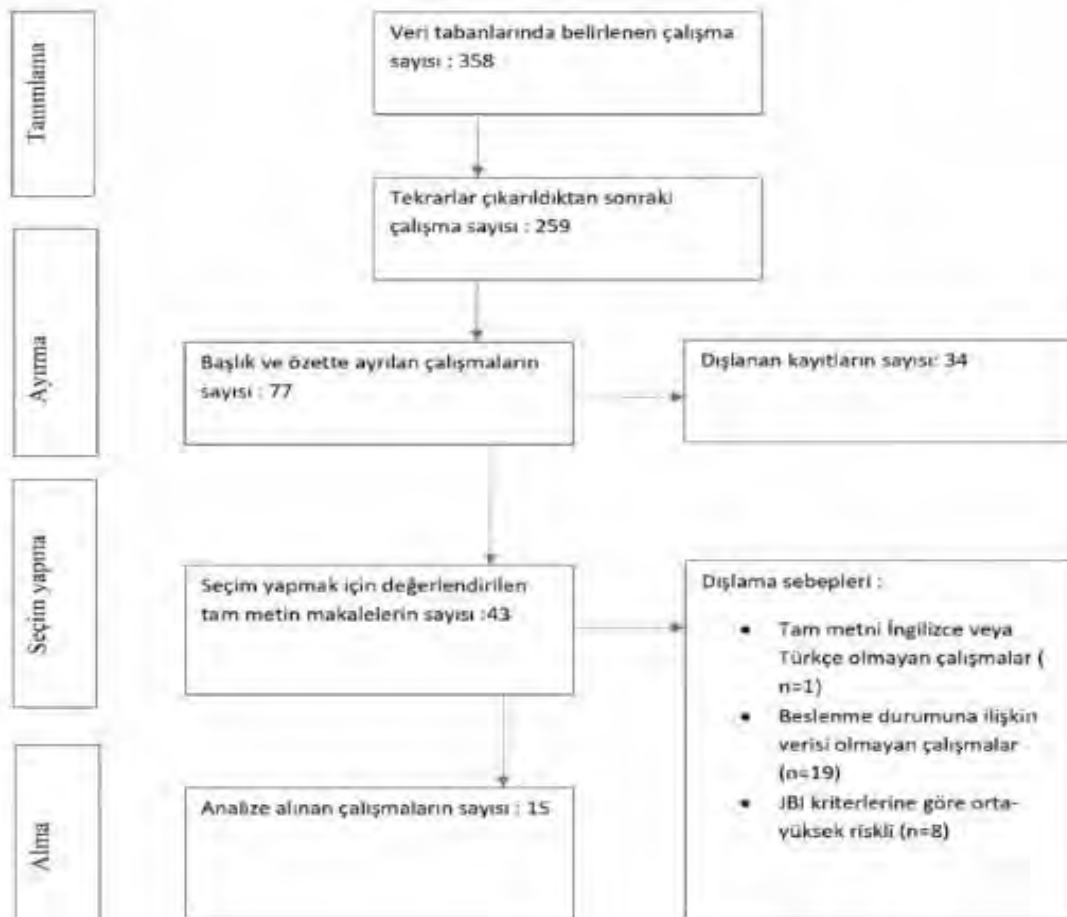 Tanımlama
Veri tabanlarında belirlenen çalışma
sayısı : 358
Tekrarlar çıkarıldıktan sonraki
çalışma sayısı : 259
Ayırma
Başlık ve özette ayrılan çalışmaların
sayısı : 77
Dışlanan kayıtların sayısı: 34
Seçim yapma
Seçim yapmak için değerlendirilen
tam metin makalelerin sayısı :43
Dışlama sebepleri :
• Tam metni İngilizce veya
Türkçe olmayan çalışmalar (
n=1)
• Beslenme durumuna ilişkin
verisi olmayan çalışmalar
(n=19)
• JBI kriterlerine göre orta-
yüksek riskli (n=8)
Alma
Analize alınan çalışmaların sayısı : 15